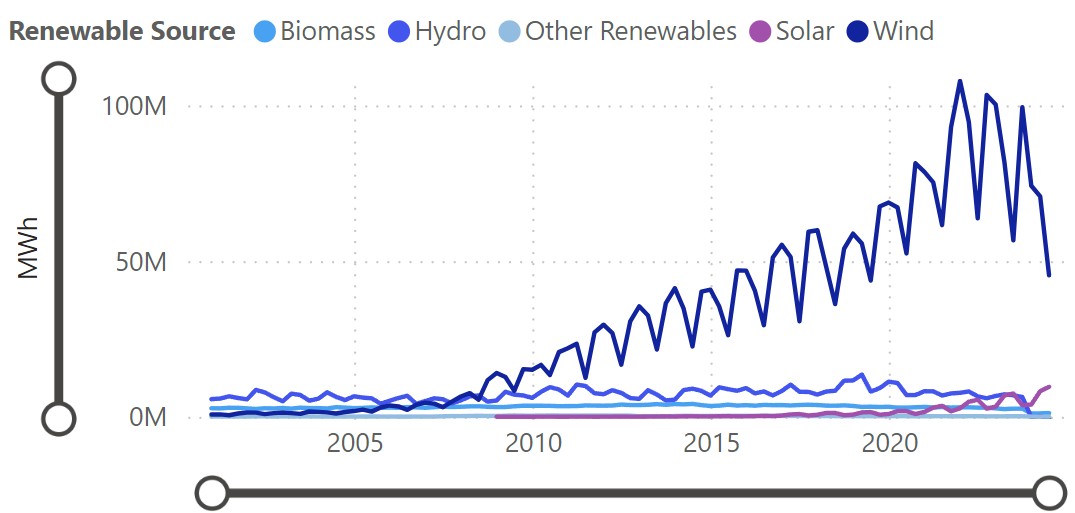 Renewable Source Biomass Hydro Other Renewables Solar Wind
100M
50M
0M
MWh
2005 2010 2015 2020